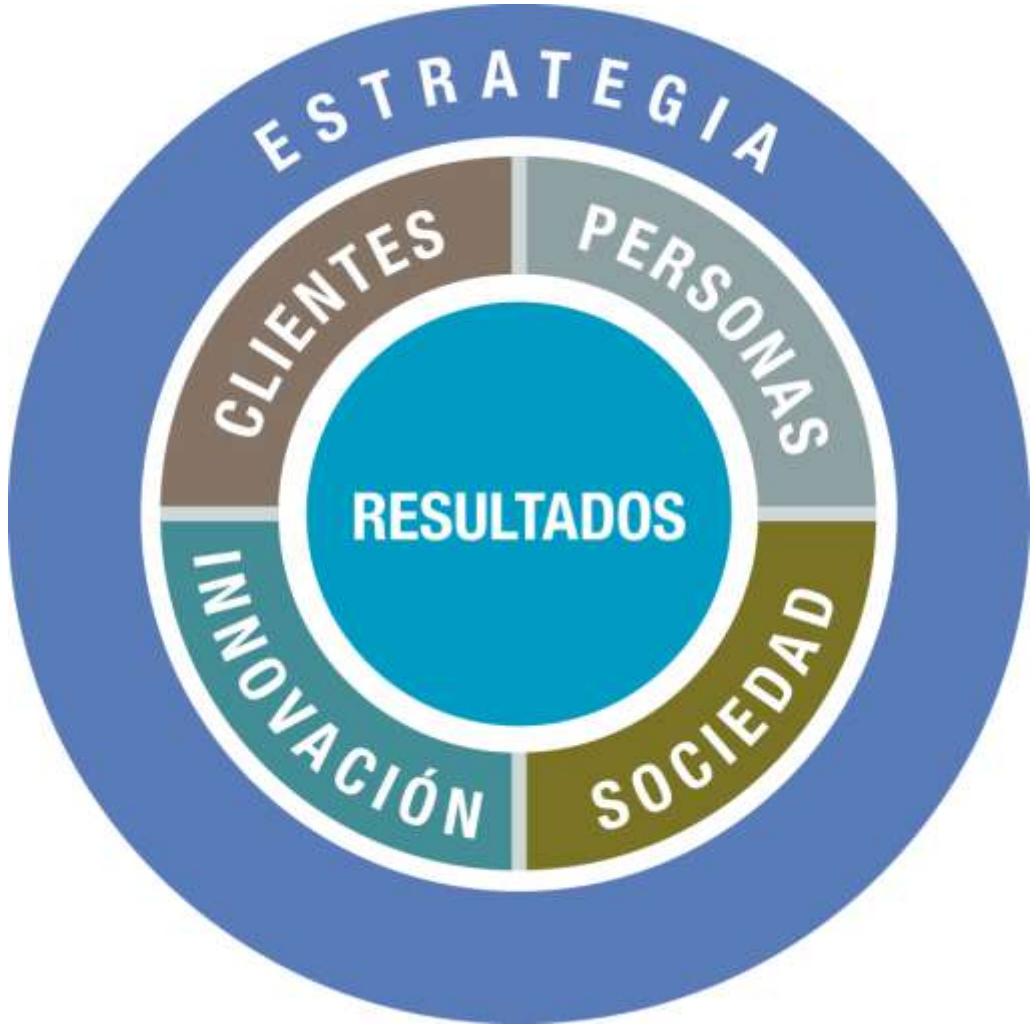 ESTRATEGIA
CLIENTES
PERSONAS
RESULTADOS
INNOVACIÓN
SOCIEDAD